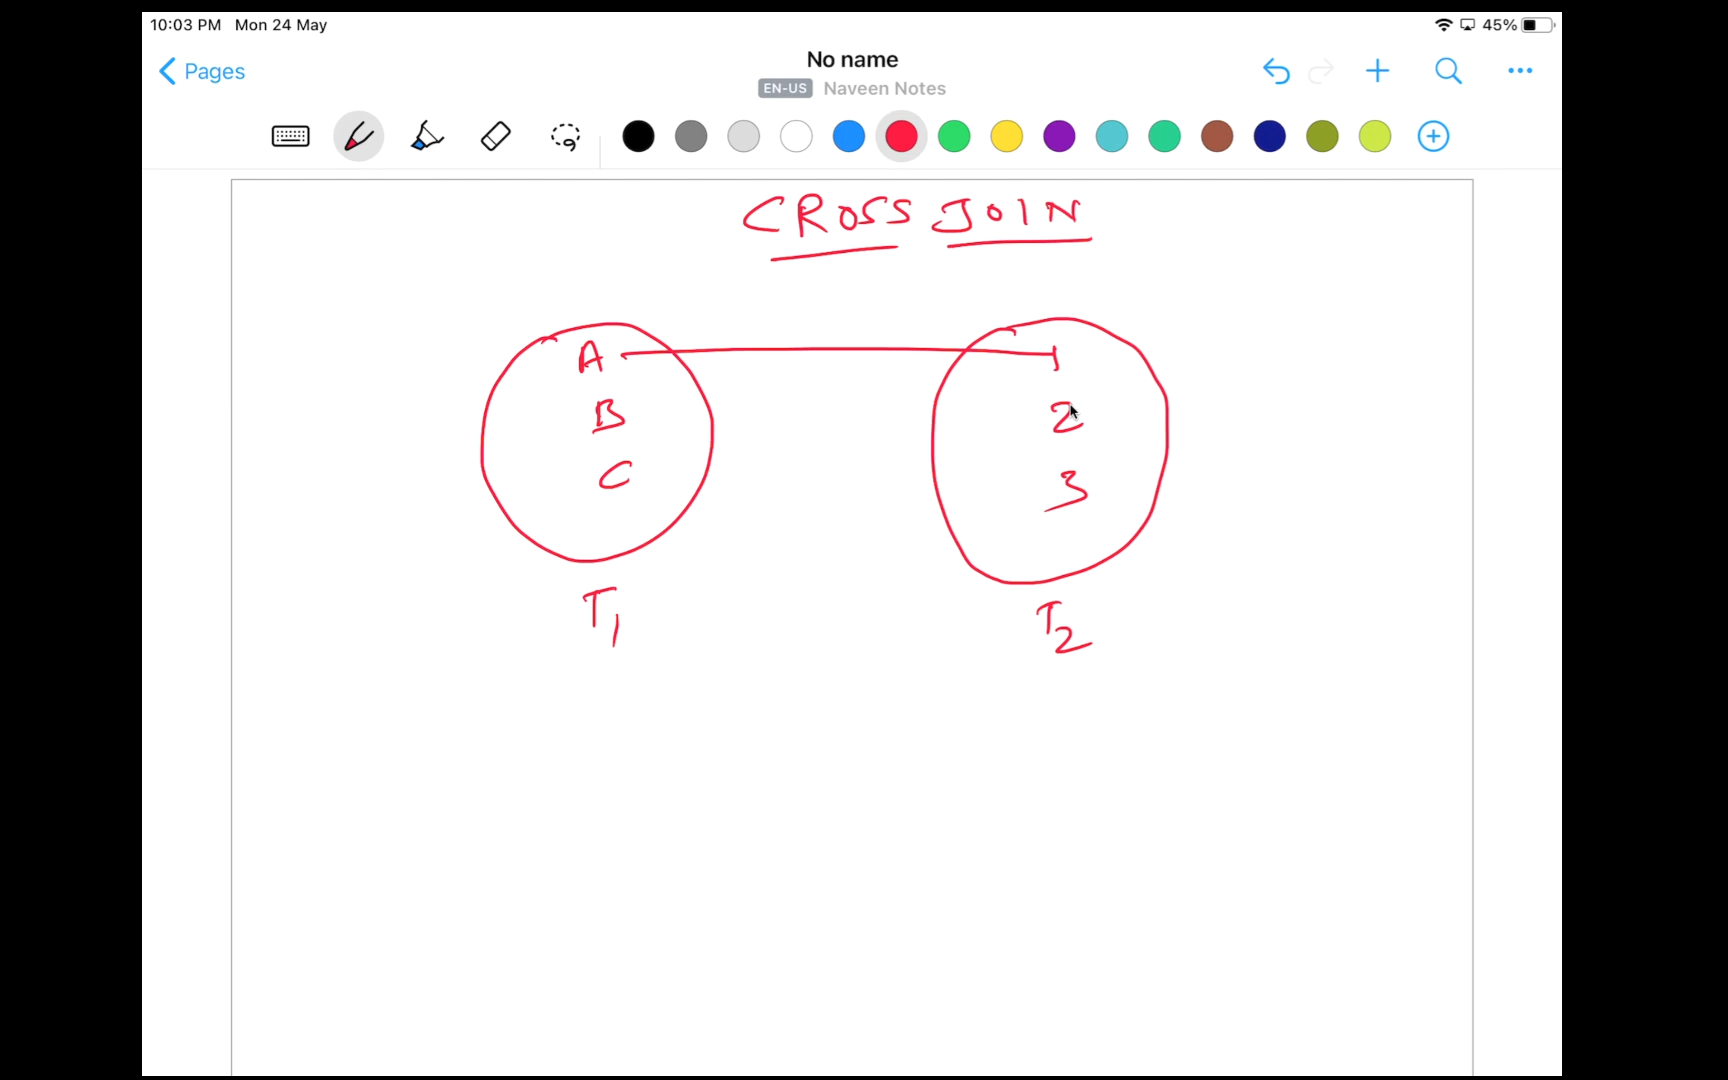 10:03 PM Mon 24 May 45%
Pages
No name
EN-US Naveen Notes
CROSS JOIN
A 1
B 2
C 3
T1 T2